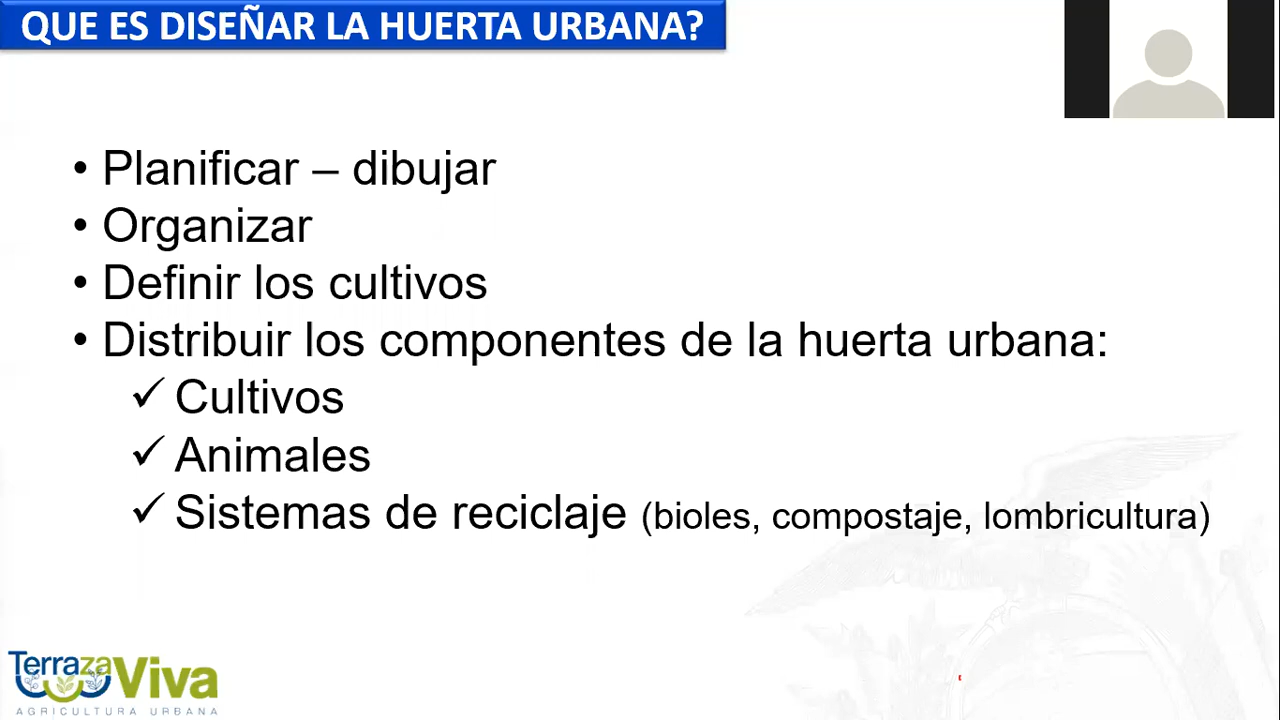 QUE ES DISEÑAR LA HUERTA URBANA?
• Planificar – dibujar
• Organizar
• Definir los cultivos
• Distribuir los componentes de la huerta urbana:
✓ Cultivos
✓ Animales
✓ Sistemas de reciclaje (bioles, compostaje, lombricultura)
Terraza Viva
AGRICULTURA URBANA